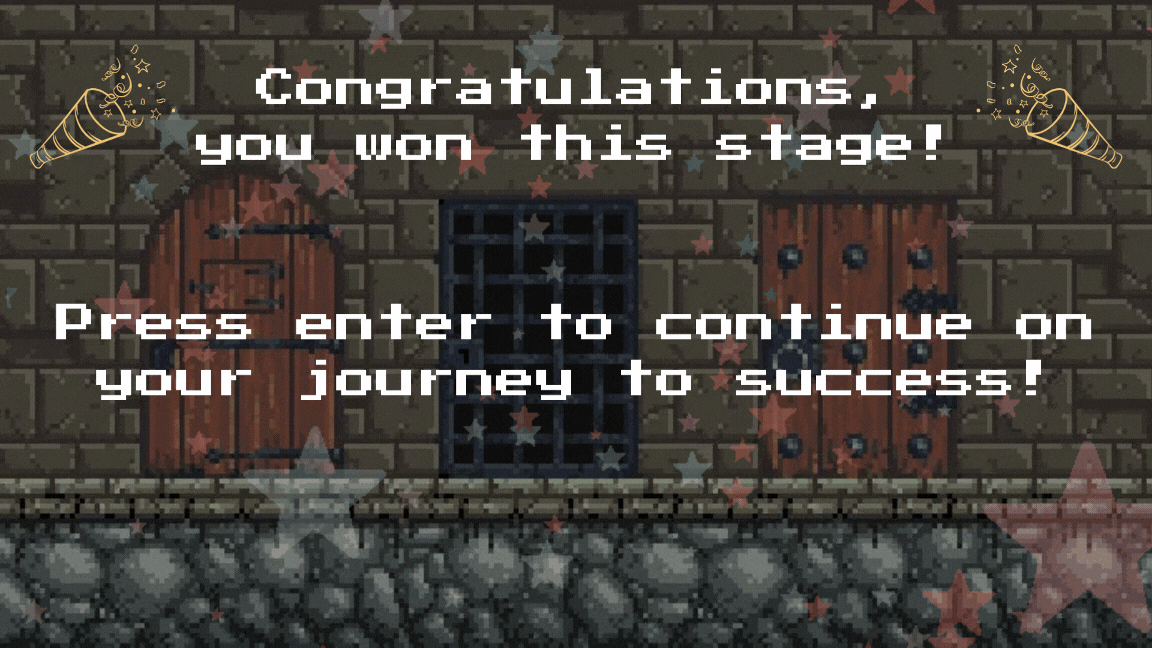 Congratulations,
you won this stage!
Press enter to continue on
your journey to success!